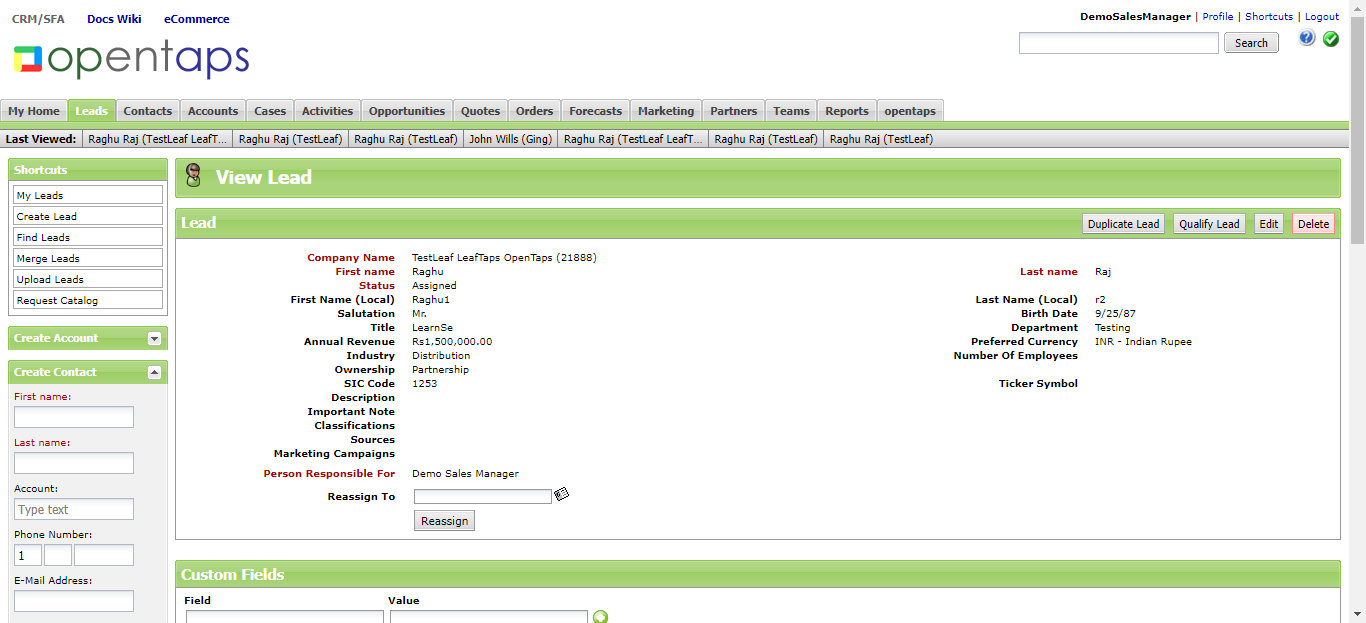 CRM/SFA Docs Wiki eCommerce
DemoSalesManager | Profile | Shortcuts | Logout
opentaps
Search
My Home Leads Contacts Accounts Cases Activities Opportunities Quotes Orders Forecasts Marketing Partners Teams Reports opentaps
Last Viewed: Raghu Raj (TestLeaf LeafT... Raghu Raj (TestLeaf) Raghu Raj (TestLeaf) John Wills (Ging) Raghu Raj (TestLeaf LeafT... Raghu Raj (TestLeaf) Raghu Raj (TestLeaf)
Shortcuts
My Leads
Create Lead
Find Leads
Merge Leads
Upload Leads
Request Catalog
Create Account
Create Contact
First name:
Last name:
Account:
Type text
Phone Number:
1
E-Mail Address:
View Lead
Lead Duplicate Lead Qualify Lead Edit Delete
Company Name TestLeaf LeafTaps OpenTaps (21888)
First name Raghu Last name Raj
Status Assigned
First Name (Local) Raghu1 Last Name (Local) r2
Salutation Mr. Birth Date 9/25/87
Title LearnSe Department Testing
Annual Revenue Rs1,500,000.00 Preferred Currency INR - Indian Rupee
Industry Distribution Number Of Employees
Ownership Partnership
SIC Code 1253 Ticker Symbol
Description
Important Note
Classifications
Sources
Marketing Campaigns
Person Responsible For Demo Sales Manager
Reassign To
Reassign
Custom Fields
Field Value